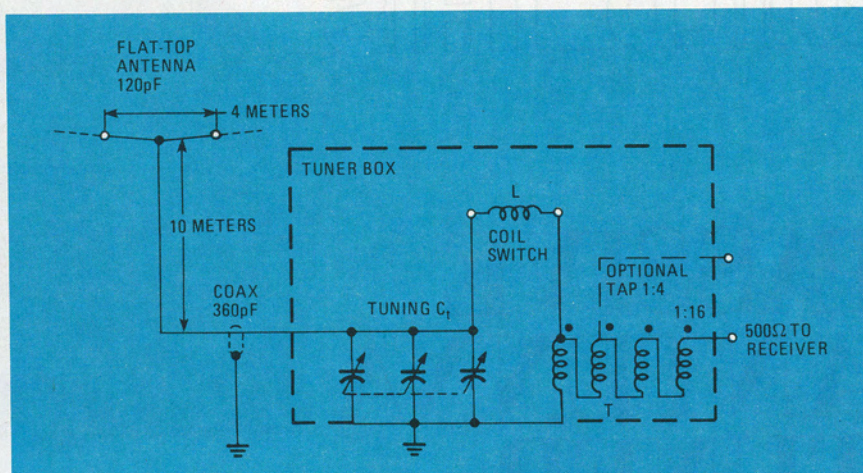 FLAT-TOP
ANTENNA
120pF
4 METERS
TUNER BOX
L
10 METERS
COIL
SWITCH
OPTIONAL
TAP 1:4
COAX
360pF
TUNING Ct
1:16
500Ω TO
RECEIVER
T